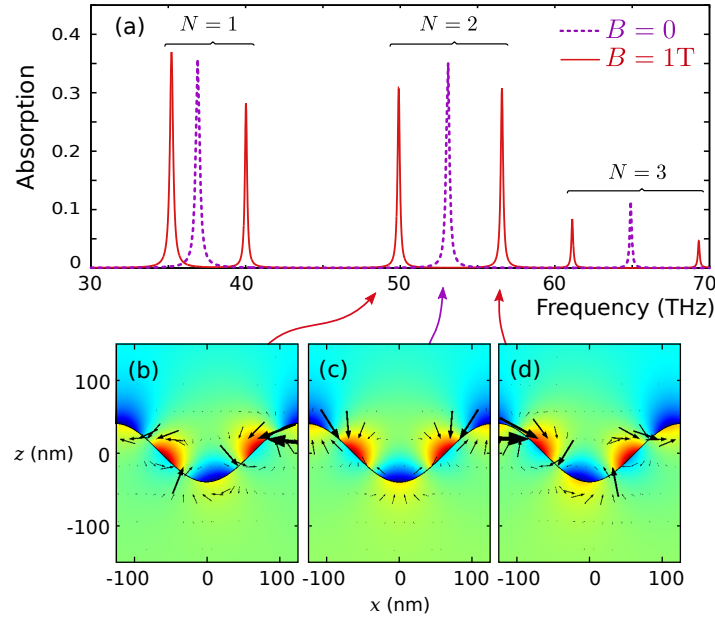 (a)
N = 1
N = 2
N = 3
B = 0
B = 1T
Absorption
0.4
0.3
0.2
0.1
0
30
40
50
60
70
Frequency (THz)
(b)
(c)
(d)
z (nm)
100
0
-100
-100
0
100
-100
0
100
-100
0
100
x (nm)